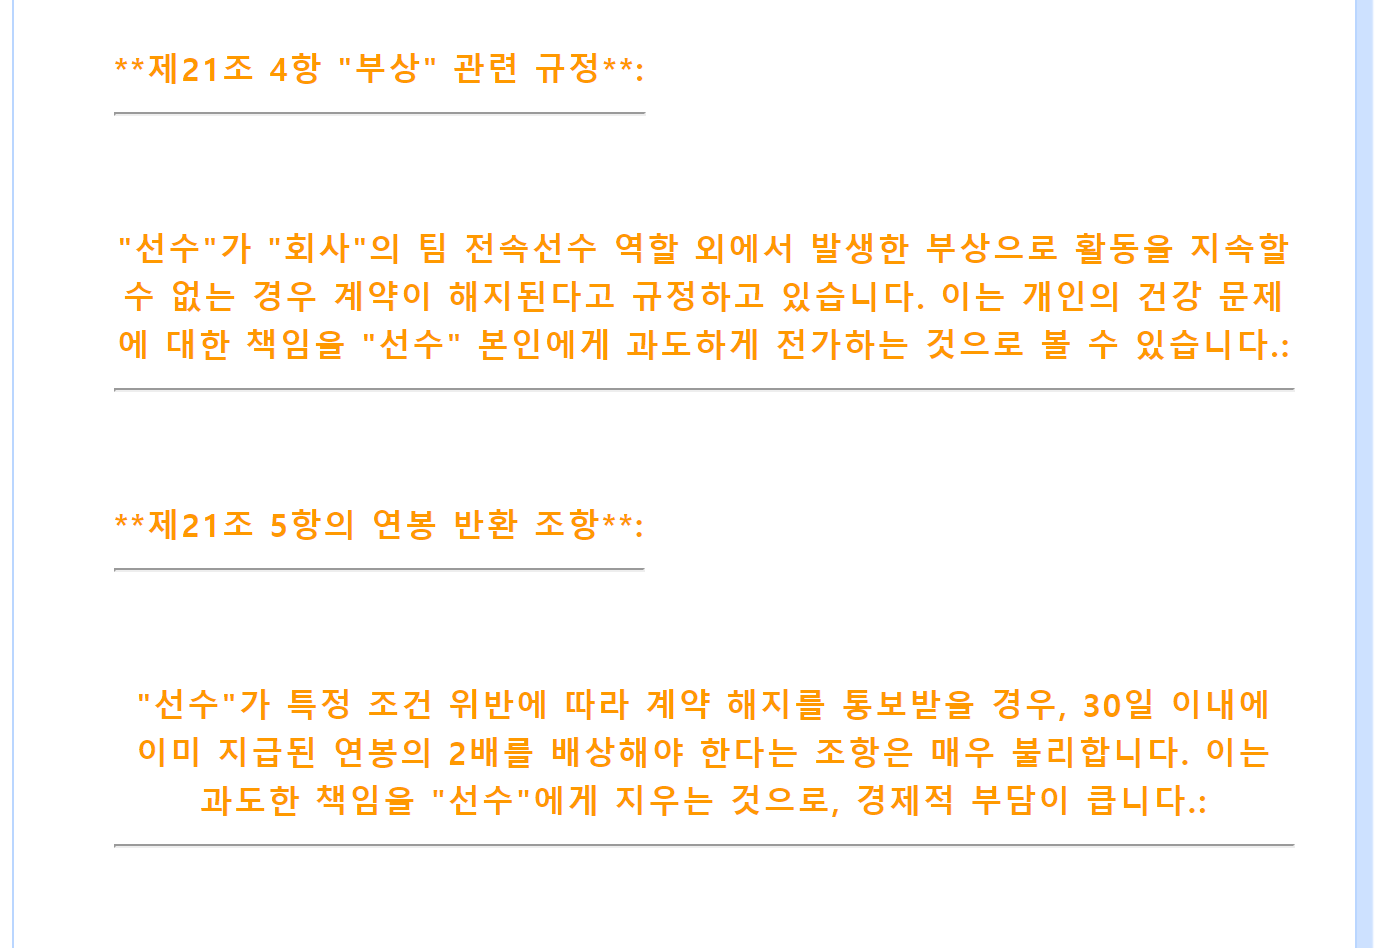 **제21조 4항 "부상" 관련 규정**:
"선수"가 "회사"의 팀 전속선수 역할 외에서 발생한 부상으로 활동을 지속할
수 없는 경우 계약이 해지된다고 규정하고 있습니다. 이는 개인의 건강 문제
에 대한 책임을 "선수" 본인에게 과도하게 전가하는 것으로 볼 수 있습니다.:
**제21조 5항의 연봉 반환 조항**:
"선수"가 특정 조건 위반에 따라 계약 해지를 통보받을 경우, 30일 이내에
이미 지급된 연봉의 2배를 배상해야 한다는 조항은 매우 불리합니다. 이는
과도한 책임을 "선수"에게 지우는 것으로, 경제적 부담이 큽니다.: